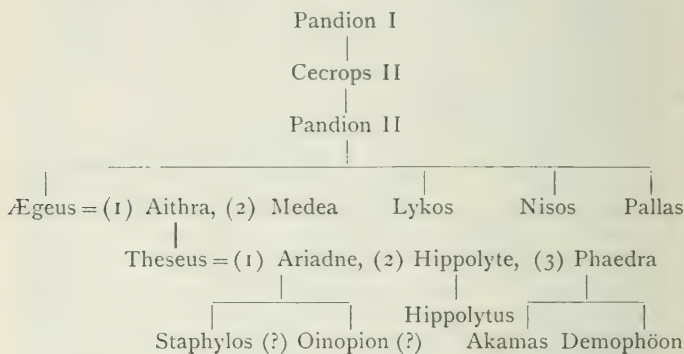 Pandion I
Cecrops II
Pandion II
Ægeus = (1) Aithra, (2) Medea Lykos Nisos Pallas
Theseus = (1) Ariadne, (2) Hippolyte, (3) Phaedra
Hippolytus
Staphylos (?) Oinopion (?) Akamas Demophöon